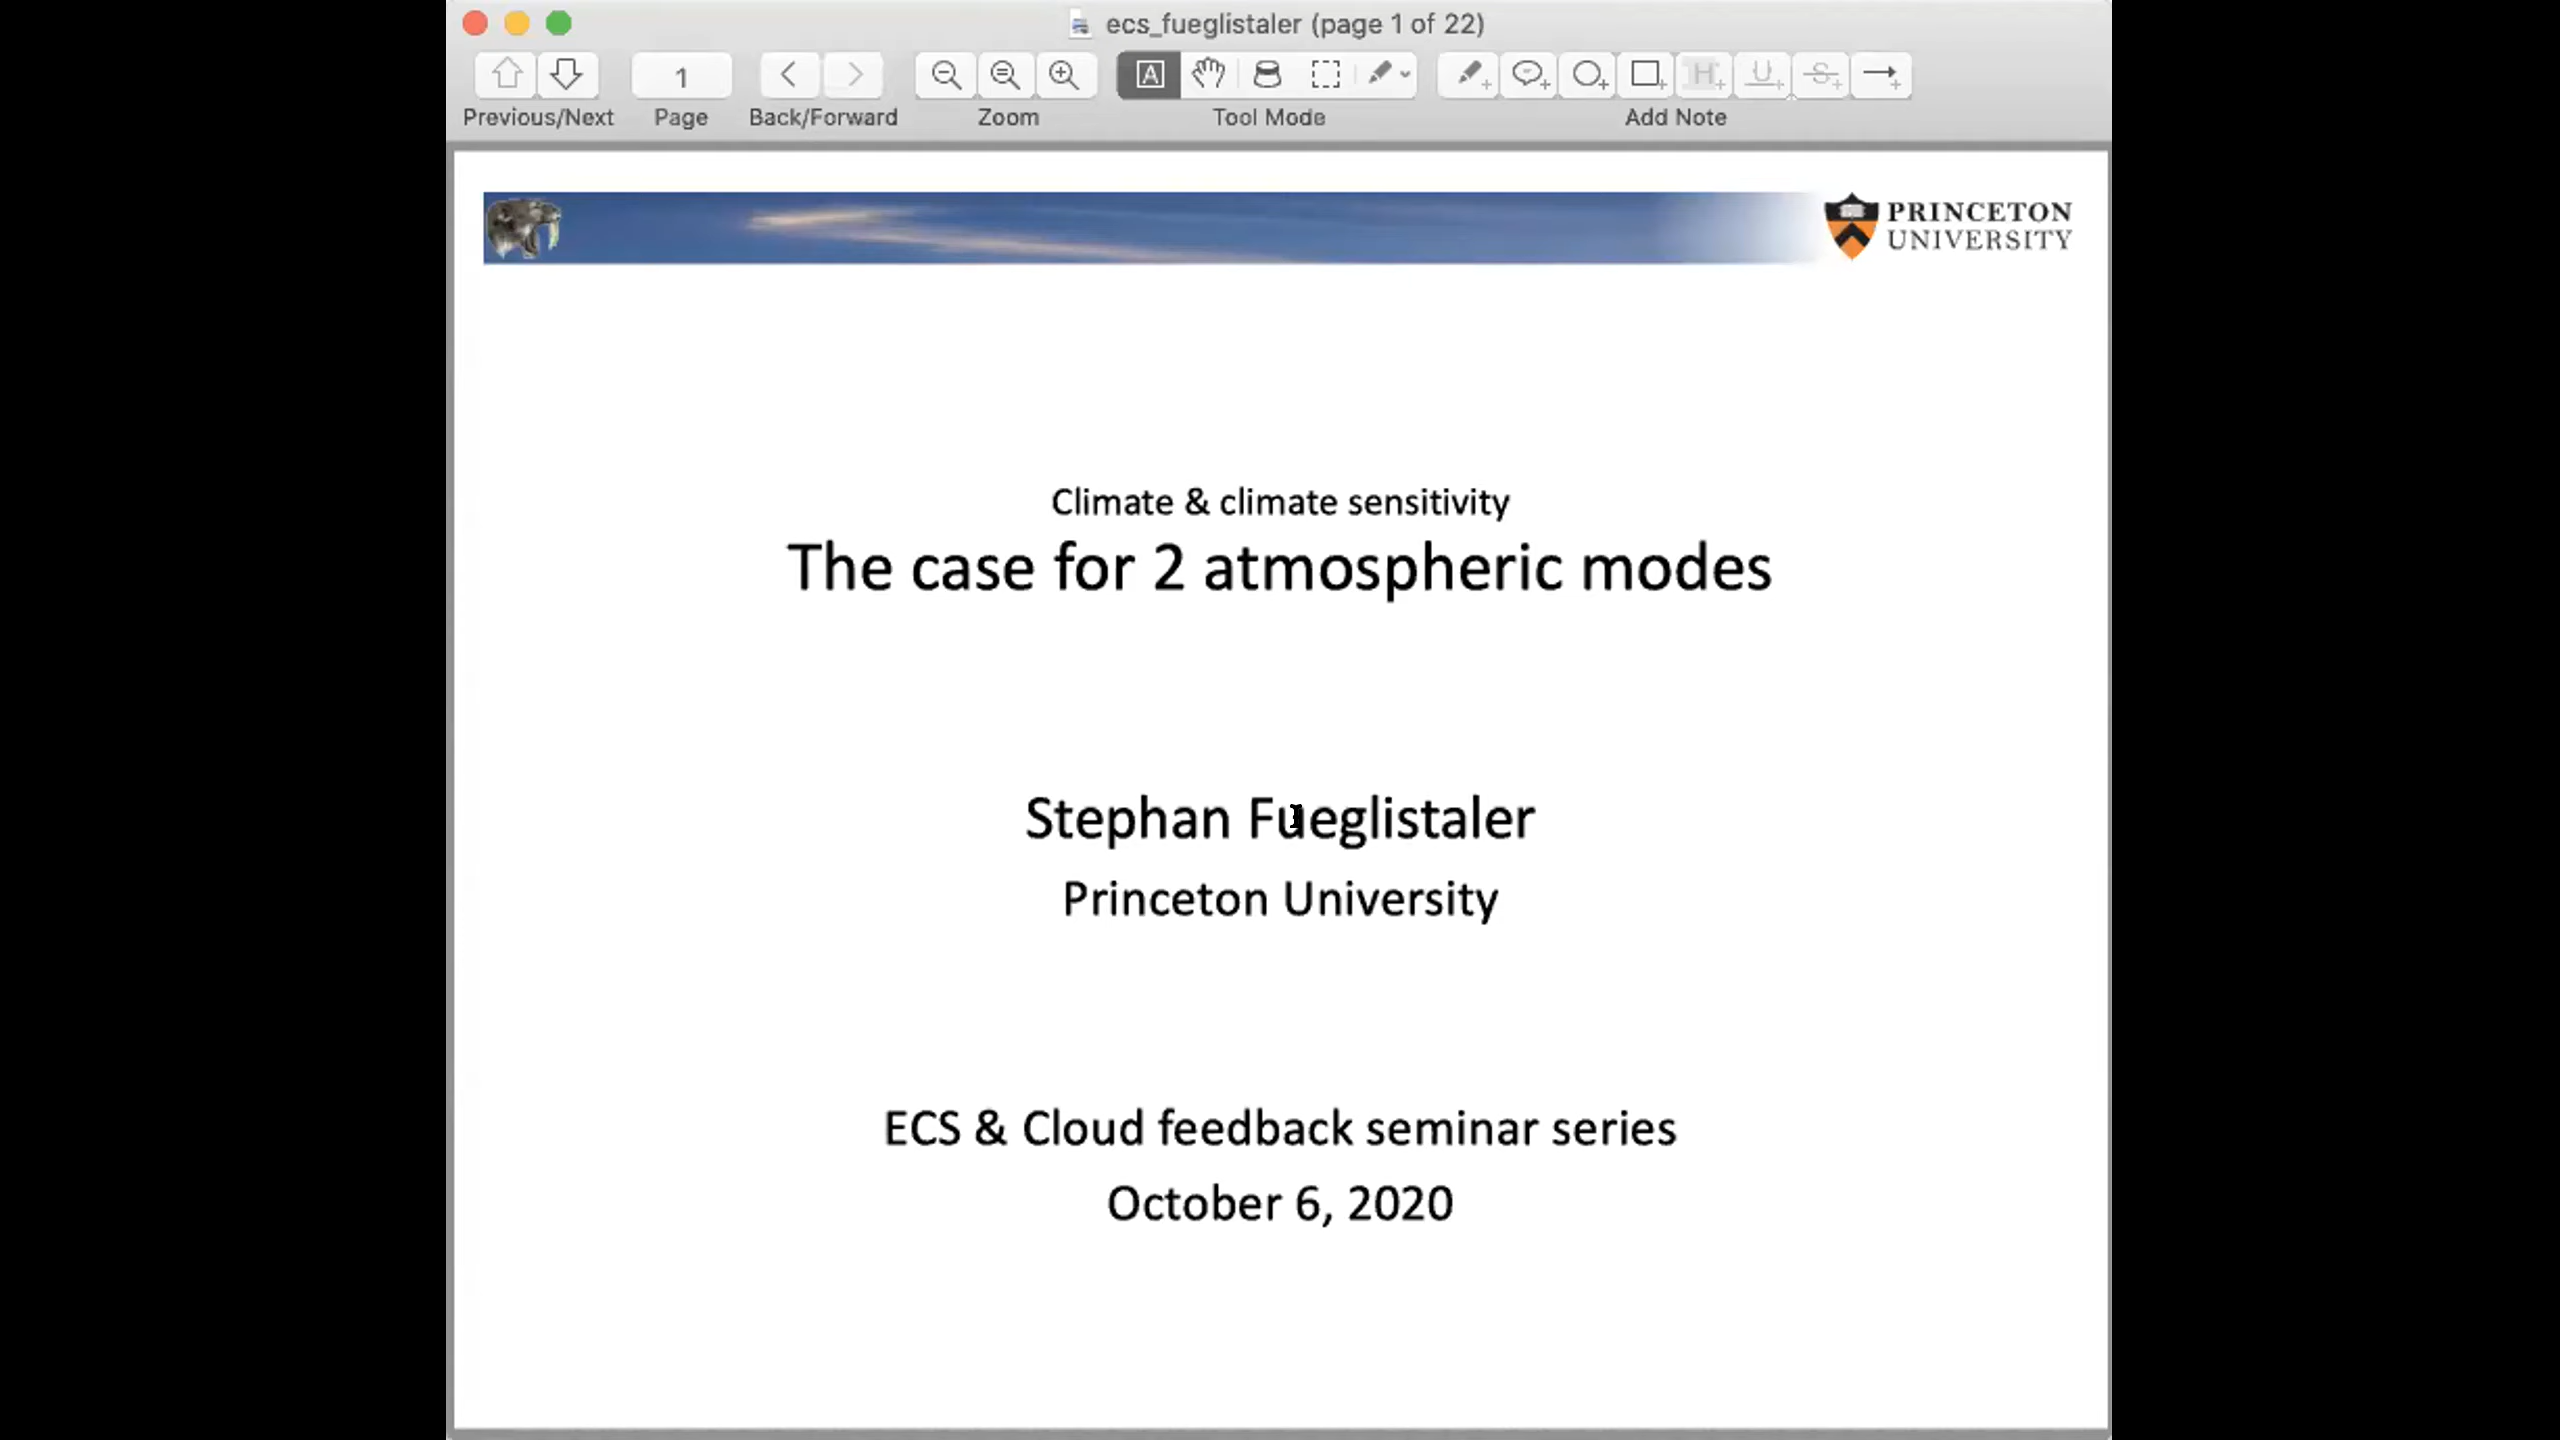 ecs_fueglistaler (page 1 of 22)
1
A
H
U
S
Previous/Next
Page
Back/Forward
Zoom
Tool Mode
Add Note
PRINCETON
UNIVERSITY
Climate & climate sensitivity
The case for 2 atmospheric modes
Stephan Fueglistaler
Princeton University
ECS & Cloud feedback seminar series
October 6, 2020